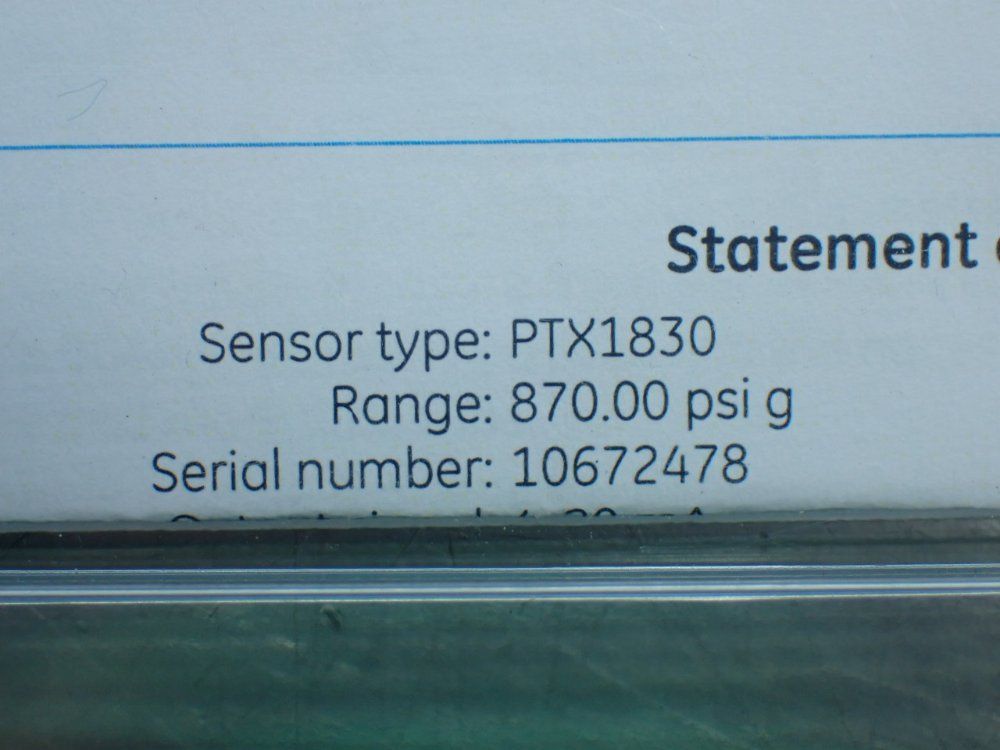 Statement
Sensor type: PTX1830
Range: 870.00 psi g
Serial number: 10672478